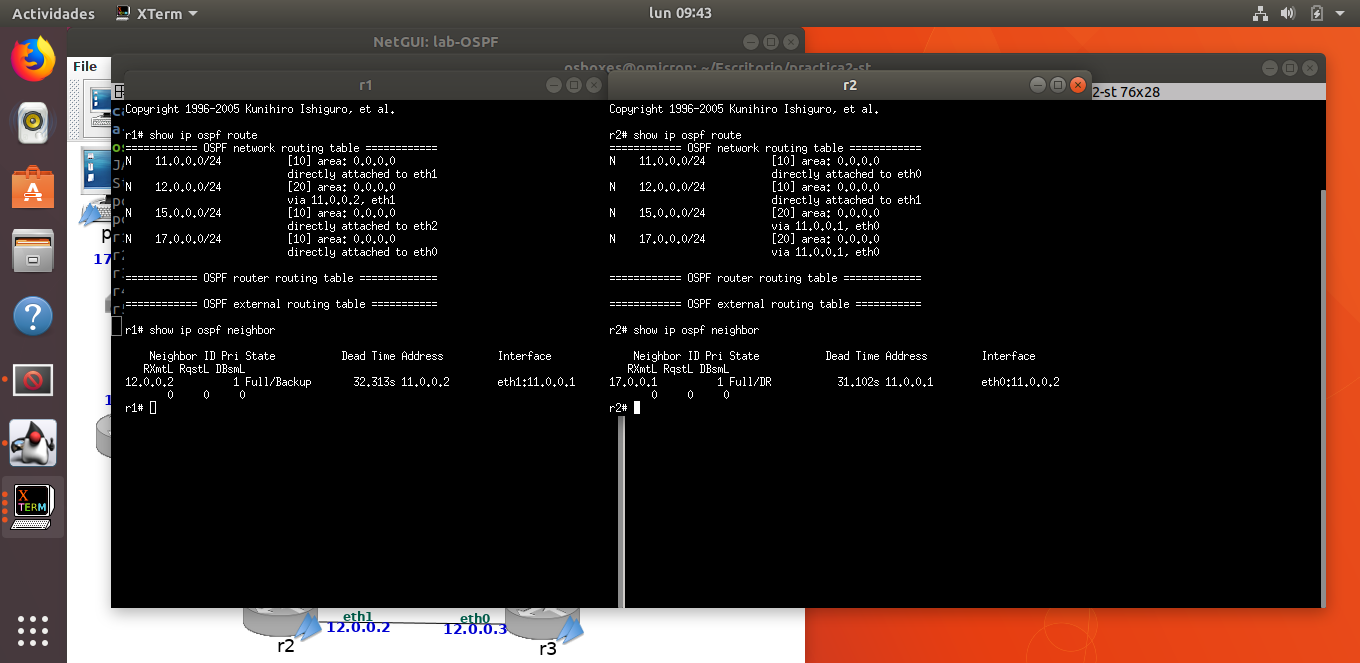 Actividades XTerm lun 09:43
NetGUI: lab-OSPF
osboxes@omicron: ~/Escritorio/practica2-st
File
r1
r2
2-st 76x28
Copyright 1996-2005 Kunihiro Ishiguro, et al.
r1# show ip ospf route
============ OSPF network routing table ============
N    11.0.0.0/24           [10] area: 0.0.0.0
                           directly attached to eth1
N    12.0.0.0/24           [20] area: 0.0.0.0
                           via 11.0.0.2, eth1
N    15.0.0.0/24           [10] area: 0.0.0.0
                           directly attached to eth2
N    17.0.0.0/24           [10] area: 0.0.0.0
                           directly attached to eth0
============ OSPF router routing table =============
============ OSPF external routing table ===========
r1# show ip ospf neighbor
    Neighbor ID Pri State           Dead Time Address         Interface
   RXmtL RqstL DBsmL
12.0.0.2          1 Full/Backup       32.313s 11.0.0.2        eth1:11.0.0.1
       0     0     0
r1#
Copyright 1996-2005 Kunihiro Ishiguro, et al.
r2# show ip ospf route
============ OSPF network routing table ============
N    11.0.0.0/24           [10] area: 0.0.0.0
                           directly attached to eth0
N    12.0.0.0/24           [10] area: 0.0.0.0
                           directly attached to eth1
N    15.0.0.0/24           [20] area: 0.0.0.0
                           via 11.0.0.1, eth0
N    17.0.0.0/24           [20] area: 0.0.0.0
                           via 11.0.0.1, eth0
============ OSPF router routing table =============
============ OSPF external routing table ===========
r2# show ip ospf neighbor
    Neighbor ID Pri State           Dead Time Address         Interface
   RXmtL RqstL DBsmL
17.0.0.1          1 Full/DR           31.102s 11.0.0.1        eth0:11.0.0.2
       0     0     0
r2#
X
TERM
eth1 eth0
12.0.0.2 12.0.0.3
r2 r3